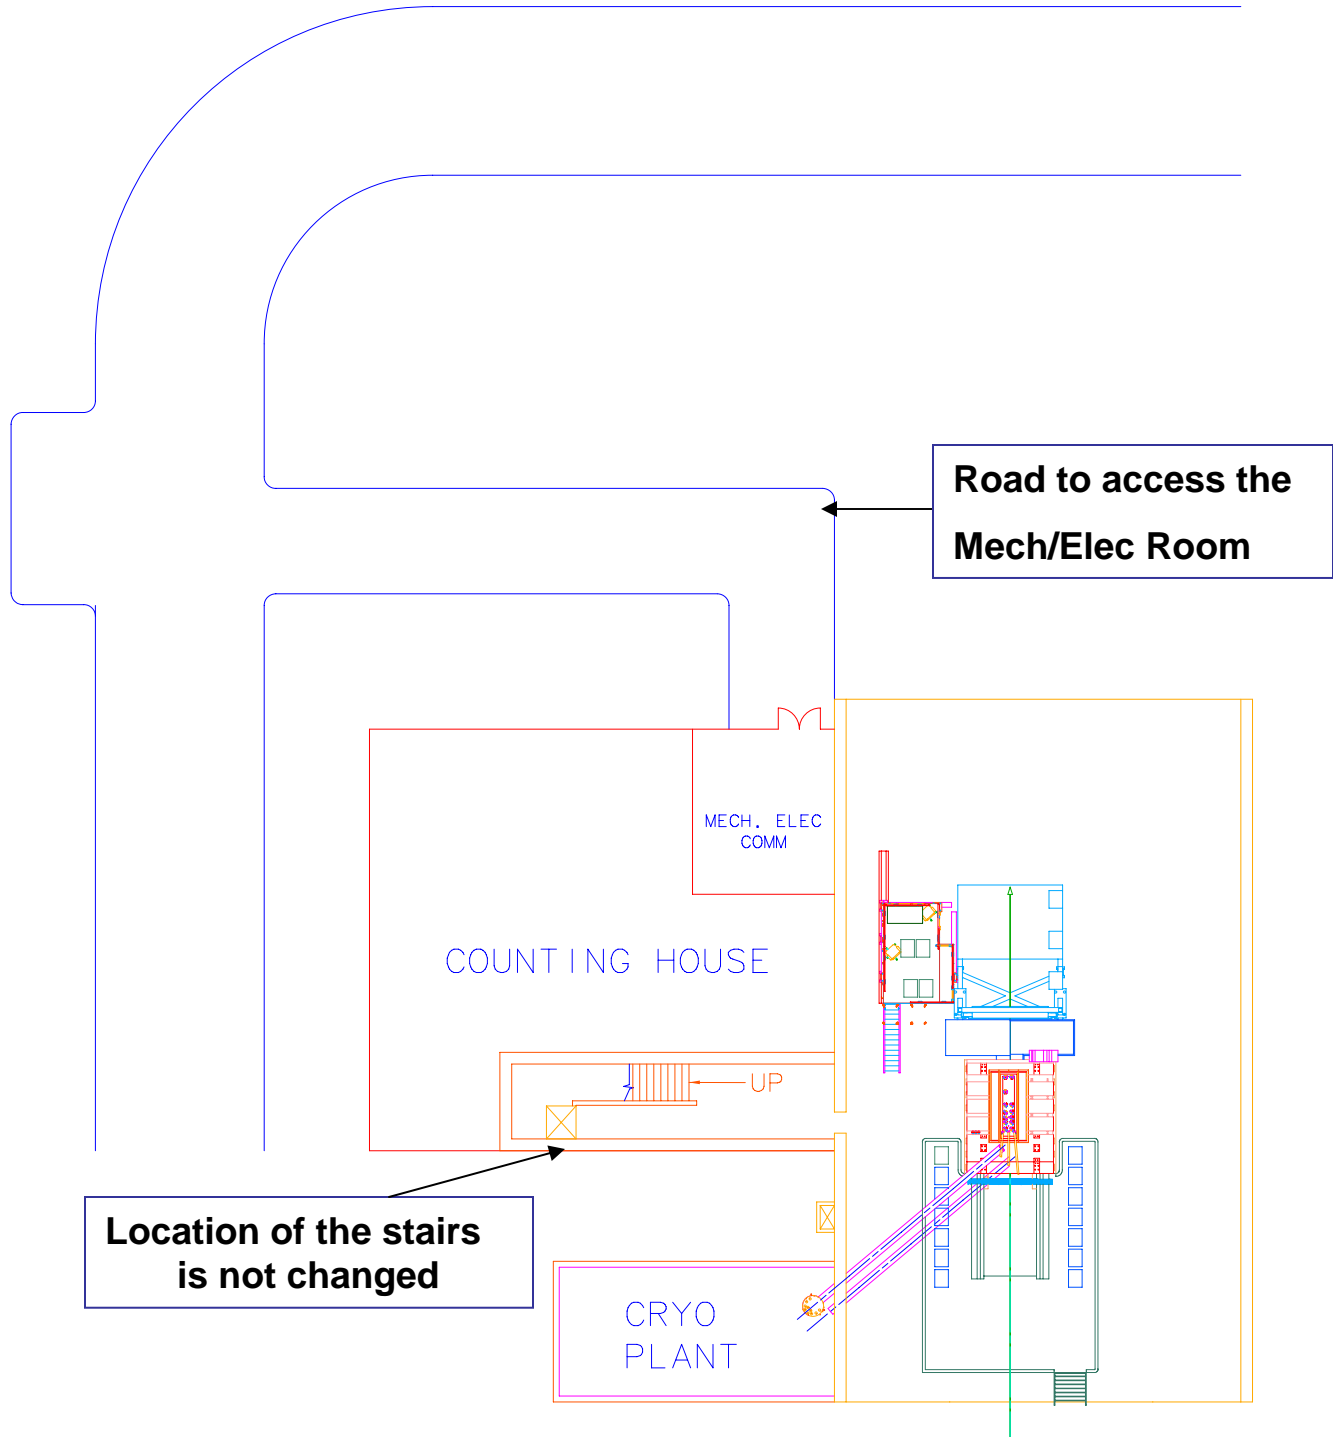 Road to access the
Mech/Elec Room
MECH. ELEC
COMM
COUNTING HOUSE
UP
Location of the stairs
is not changed
CRYO
PLANT